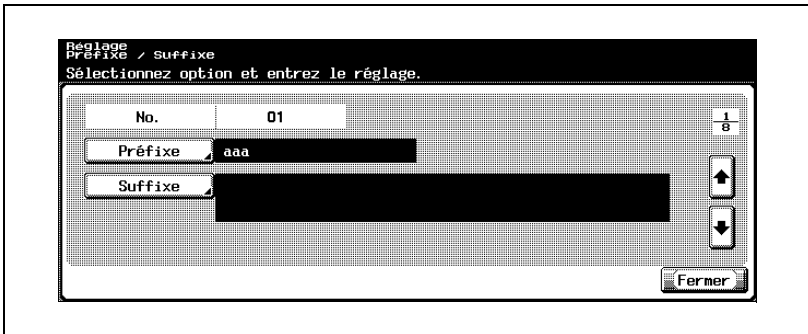 Réglage
Préfixe / Suffixe
Sélectionnez option et entrez le réglage.
No. 01
1
8
Préfixe aaa
Suffixe
Fermer